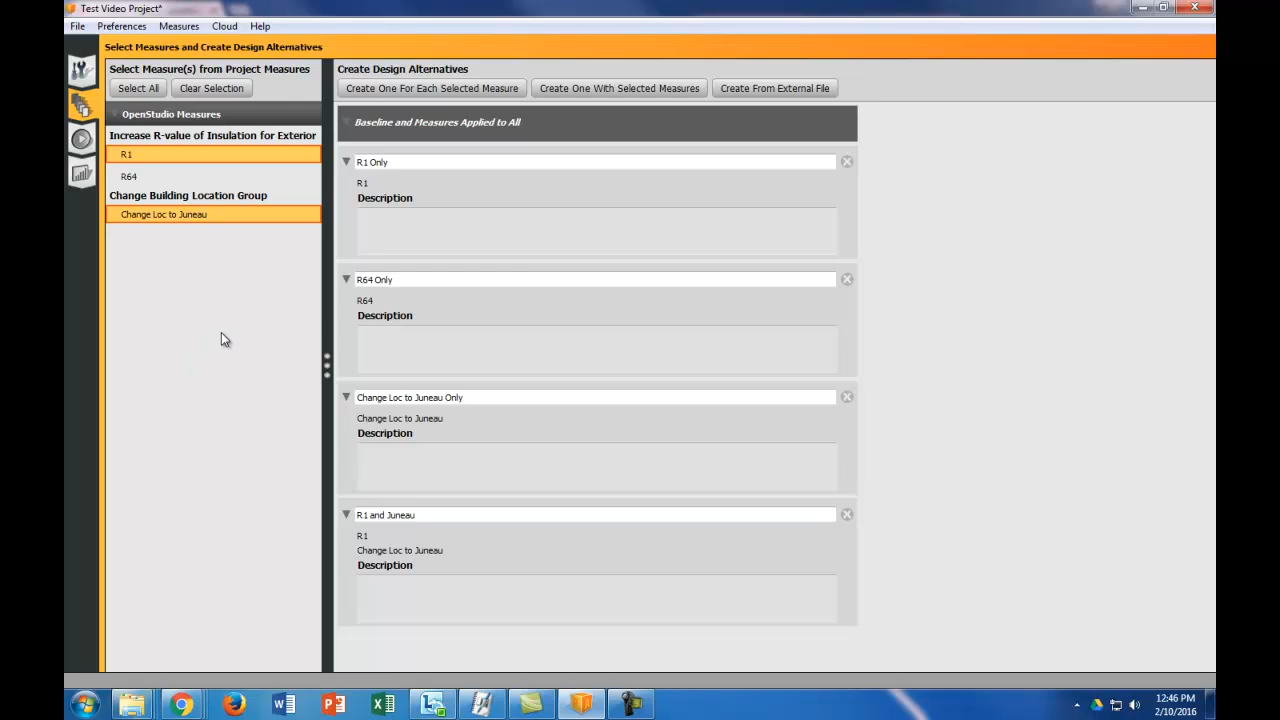 Test Video Project*
File Preferences Measures Cloud Help
Select Measures and Create Design Alternatives
Select Measure(s) from Project Measures
Select All Clear Selection
OpenStudio Measures
Increase R-value of Insulation for Exterior
R1
R64
Change Building Location Group
Change Loc to Juneau
Create Design Alternatives
Create One For Each Selected Measure Create One With Selected Measures Create From External File
Baseline and Measures Applied to All
R1 Only
R1
Description
R64 Only
R64
Description
Change Loc to Juneau Only
Change Loc to Juneau
Description
R1 and Juneau
R1
Change Loc to Juneau
Description
12:46 PM
2/10/2016